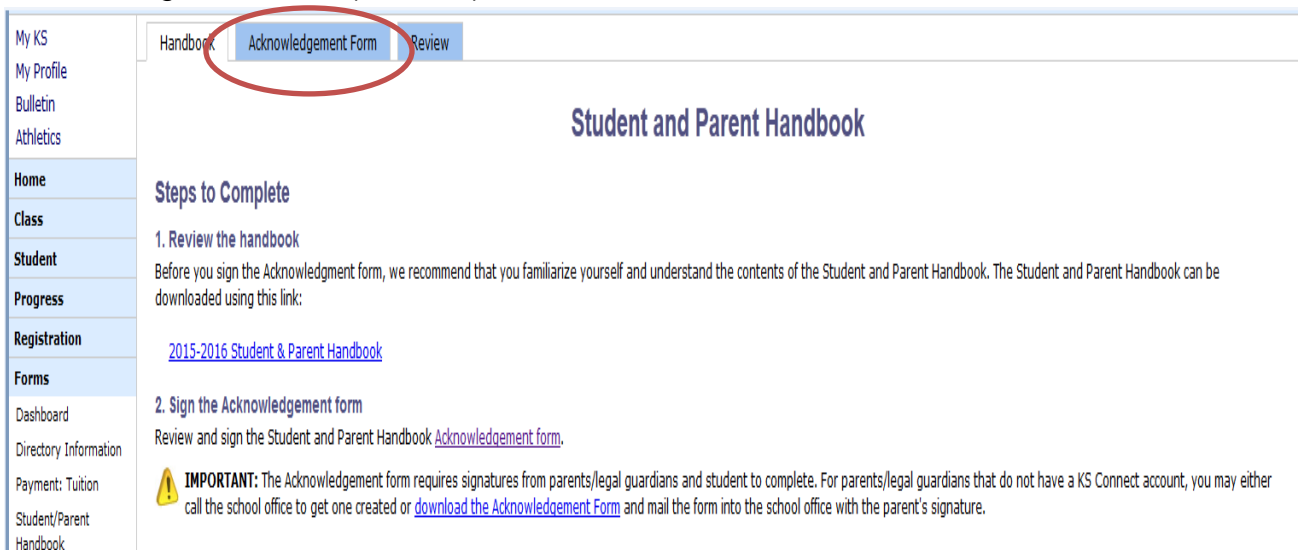 My KS
My Profile
Bulletin
Athletics
Home
Class
Student
Progress
Registration
Forms
Dashboard
Directory Information
Payment: Tuition
Student/Parent
Handbook
Handbook
Acknowledgement Form
Review
Student and Parent Handbook
Steps to Complete
1. Review the handbook
Before you sign the Acknowledgment form, we recommend that you familiarize yourself and understand the contents of the Student and Parent Handbook. The Student and Parent Handbook can be
downloaded using this link:
2015-2016 Student & Parent Handbook
2. Sign the Acknowledgement form
Review and sign the Student and Parent Handbook Acknowledgement form.
IMPORTANT: The Acknowledgement form requires signatures from parents/legal guardians and student to complete. For parents/legal guardians that do not have a KS Connect account, you may either
call the school office to get one created or download the Acknowledgement Form and mail the form into the school office with the parent's signature.